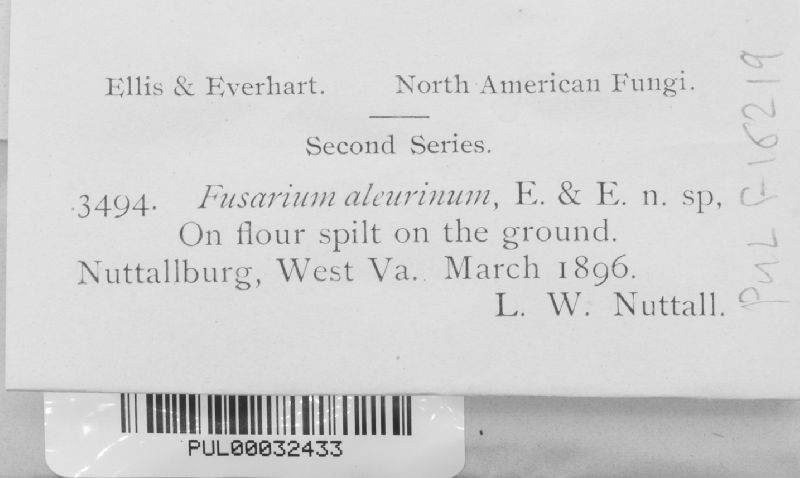 Ellis & Everhart. North American Fungi.
Second Series.
3494. Fusarium aleurinum, E. & E. n. sp,
On flour spilt on the ground.
Nuttallburg, West Va. March 1896.
L. W. Nuttall.
PUL F-16219
PUL00032433